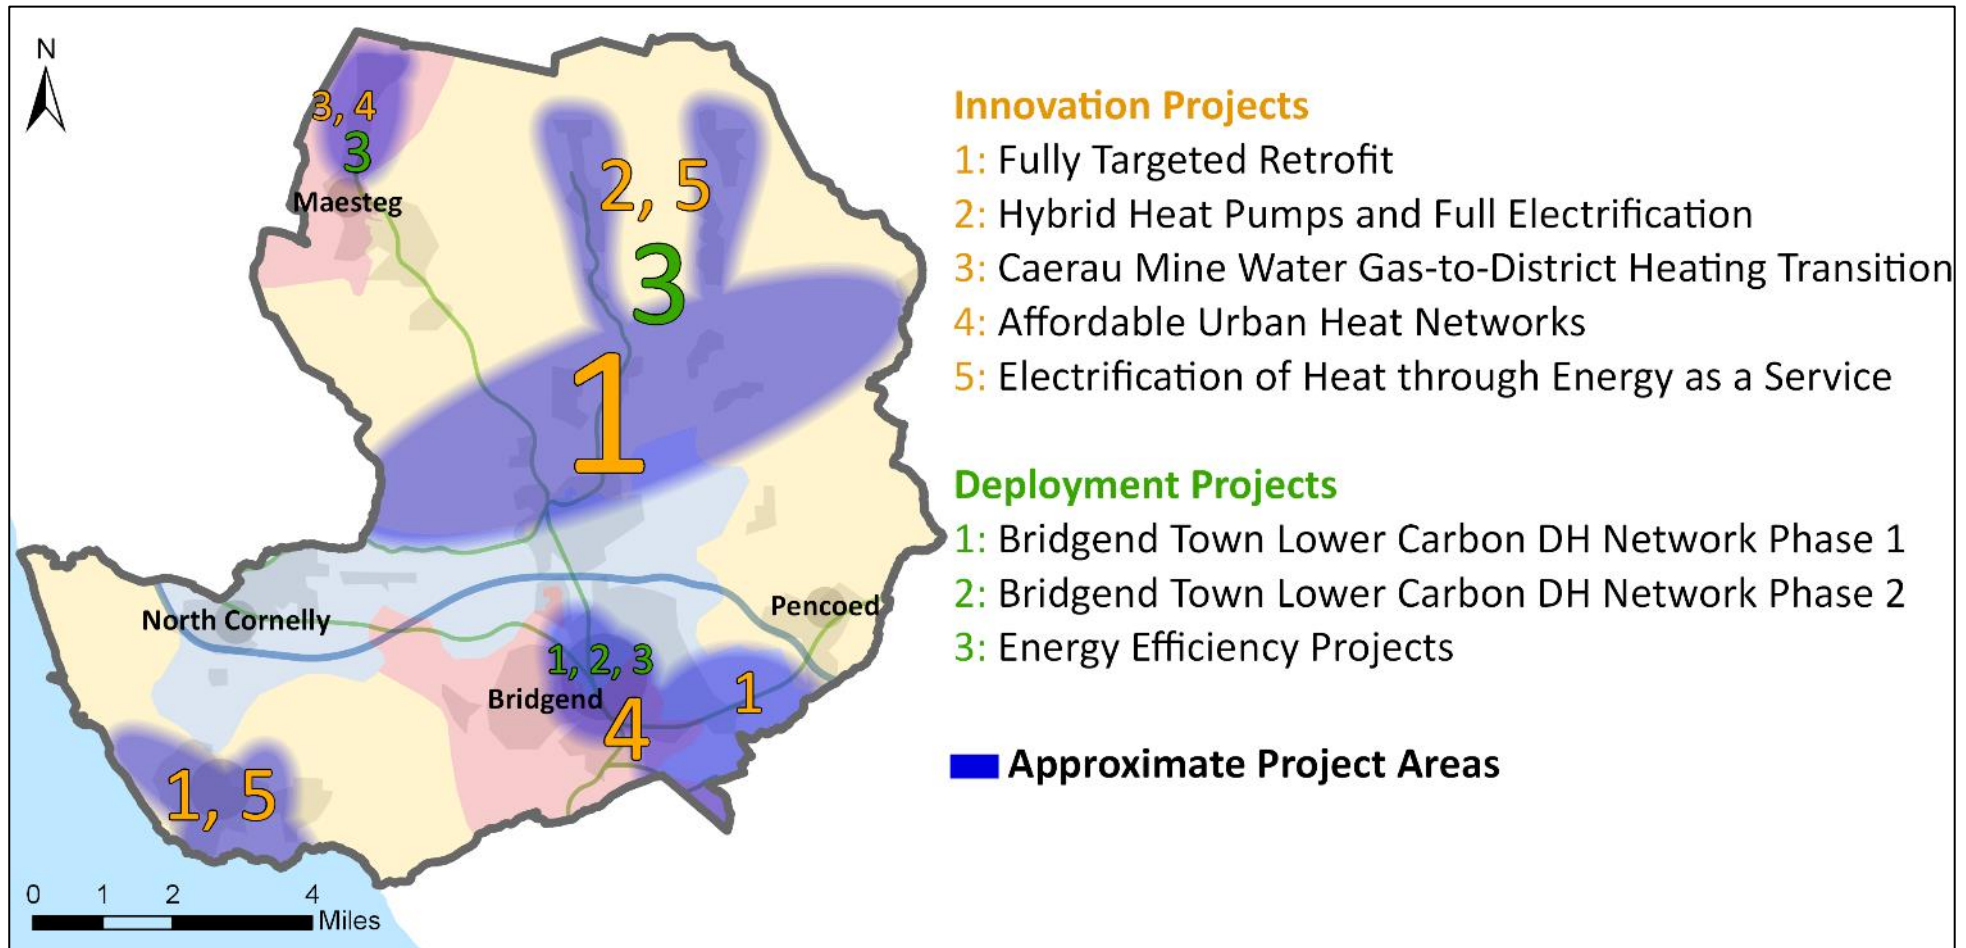 N
3, 4
3
Maesteg
2, 5
3
1
North Cornelly
Pencoed
1, 2, 3
Bridgend
4
1
1, 5
0 1 2 4
Miles
Innovation Projects
1: Fully Targeted Retrofit
2: Hybrid Heat Pumps and Full Electrification
3: Caerau Mine Water Gas-to-District Heating Transition
4: Affordable Urban Heat Networks
5: Electrification of Heat through Energy as a Service
Deployment Projects
1: Bridgend Town Lower Carbon DH Network Phase 1
2: Bridgend Town Lower Carbon DH Network Phase 2
3: Energy Efficiency Projects
Approximate Project Areas